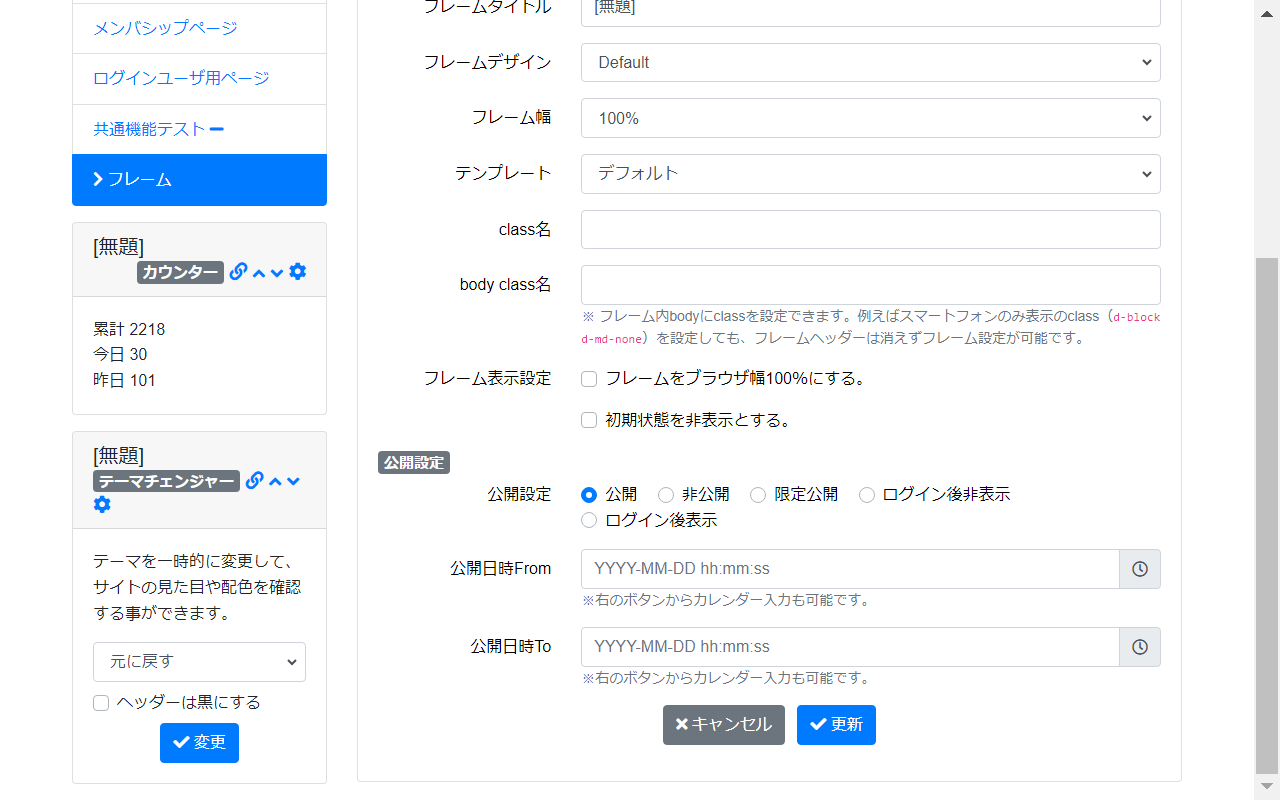 メンバシップページ
ログインユーザ用ページ
共通機能テスト
フレーム
[無題]
カウンター
累計 2218
今日 30
昨日 101
[無題]
テーマチェンジャー
テーマを一時的に変更して、
サイトの見た目や配色を確認
する事ができます。
元に戻す
ヘッダーは黒にする
変更
フレームタイトル [無題]
フレームデザイン Default
フレーム幅 100%
テンプレート デフォルト
class名
body class名
※ フレーム内bodyにclassを設定できます。例えばスマートフォンのみ表示のclass（d-block
d-md-none）を設定しても、フレームヘッダーは消えずフレーム設定が可能です。
フレーム表示設定 フレームをブラウザ幅100%にする。
初期状態を非表示とする。
公開設定
公開設定 公開 非公開 限定公開 ログイン後非表示
ログイン後表示
公開日時From YYYY-MM-DD hh:mm:ss
※右のボタンからカレンダー入力も可能です。
公開日時To YYYY-MM-DD hh:mm:ss
※右のボタンからカレンダー入力も可能です。
キャンセル 更新